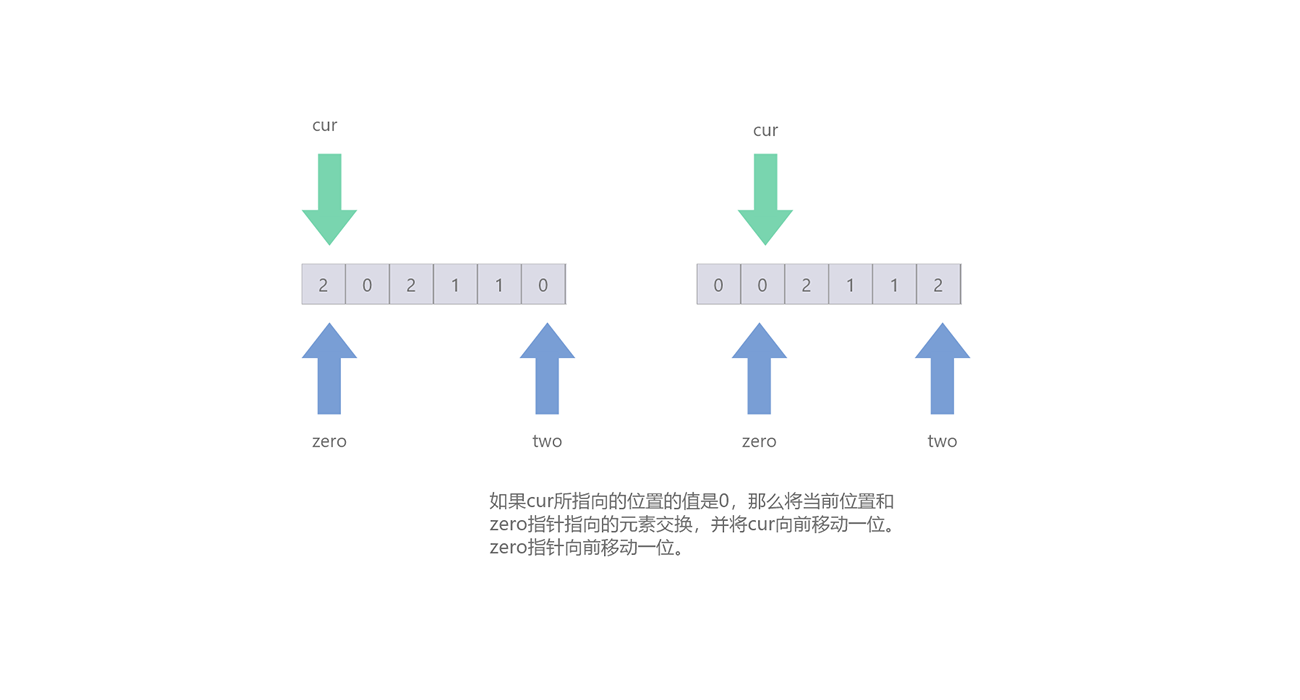 cur
cur
2 0 2 1 1 0
0 0 2 1 1 2
zero
two
zero
two
如果cur所指向的位置的值是0，那么将当前位置和
zero指针指向的元素交换，并将cur向前移动一位。
zero指针向前移动一位。